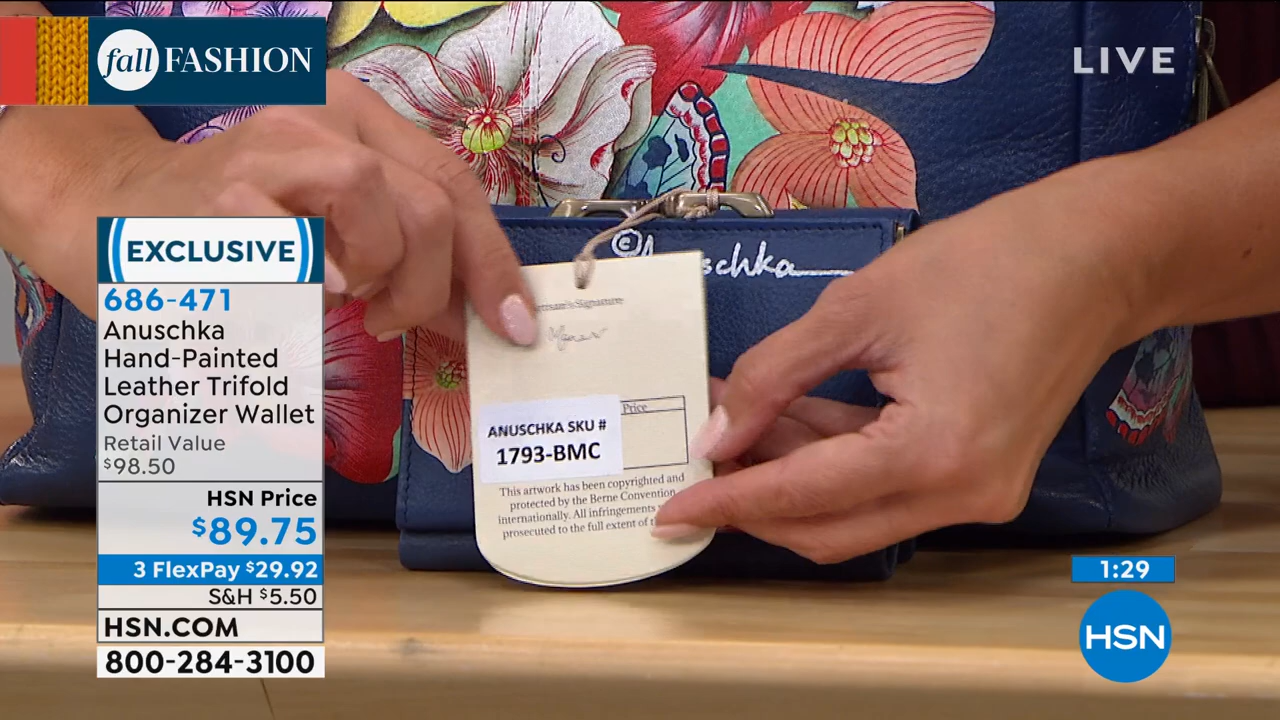 fall FASHION
LIVE
EXCLUSIVE
686-471
Anuschka
Hand-Painted
Leather Trifold
Organizer Wallet
Retail Value
$98.50
HSN Price
$89.75
3 FlexPay $29.92
S&H $5.50
HSN.COM
800-284-3100
©
schka
Signature
Price
ANUSCHKA SKU #
1793-BMC
This artwork has been copyrighted and
protected by the Berne Convention
internationally. All infringements
prosecuted to the full extent of
1:29
HSN